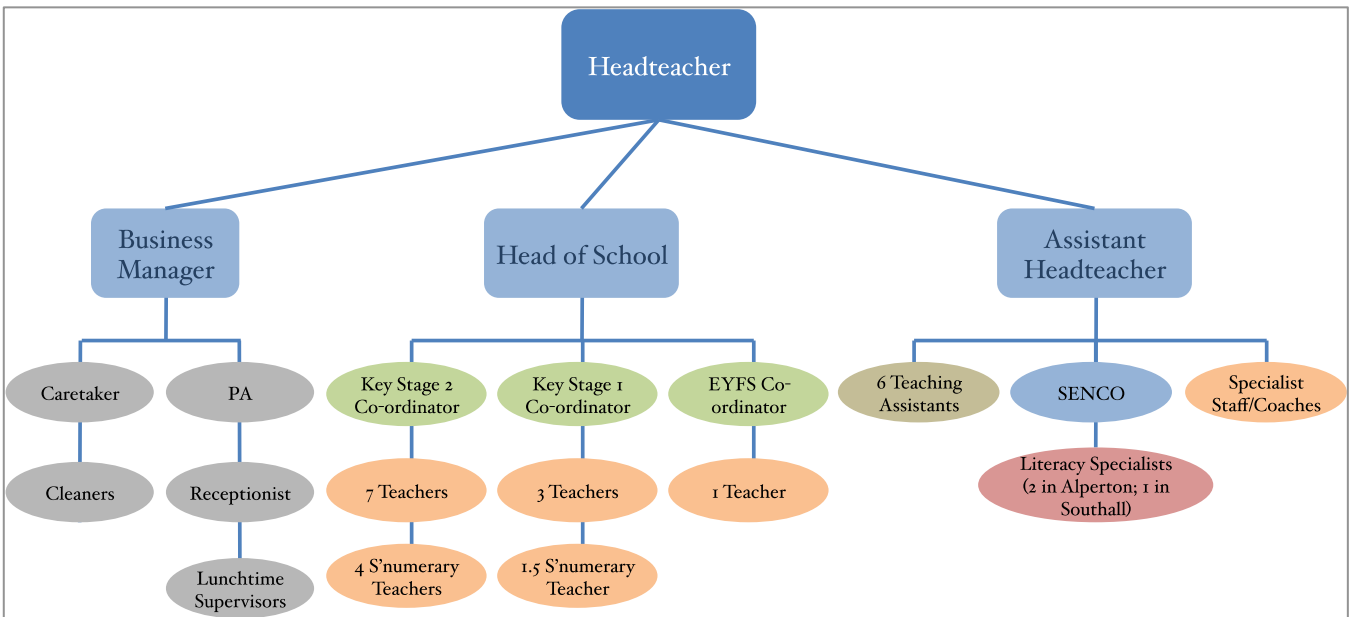 Headteacher
Business
Manager
Head of School
Assistant
Headteacher
Caretaker
PA
Key Stage 2
Co-ordinator
Key Stage 1
Co-ordinator
EYFS Co-
ordinator
6 Teaching
Assistants
SENCO
Specialist
Staff/Coaches
Cleaners
Receptionist
7 Teachers
3 Teachers
1 Teacher
Literacy Specialists
(2 in Alperton; 1 in
Southall)
Lunchtime
Supervisors
4 S’numerary
Teachers
1.5 S’numerary
Teacher